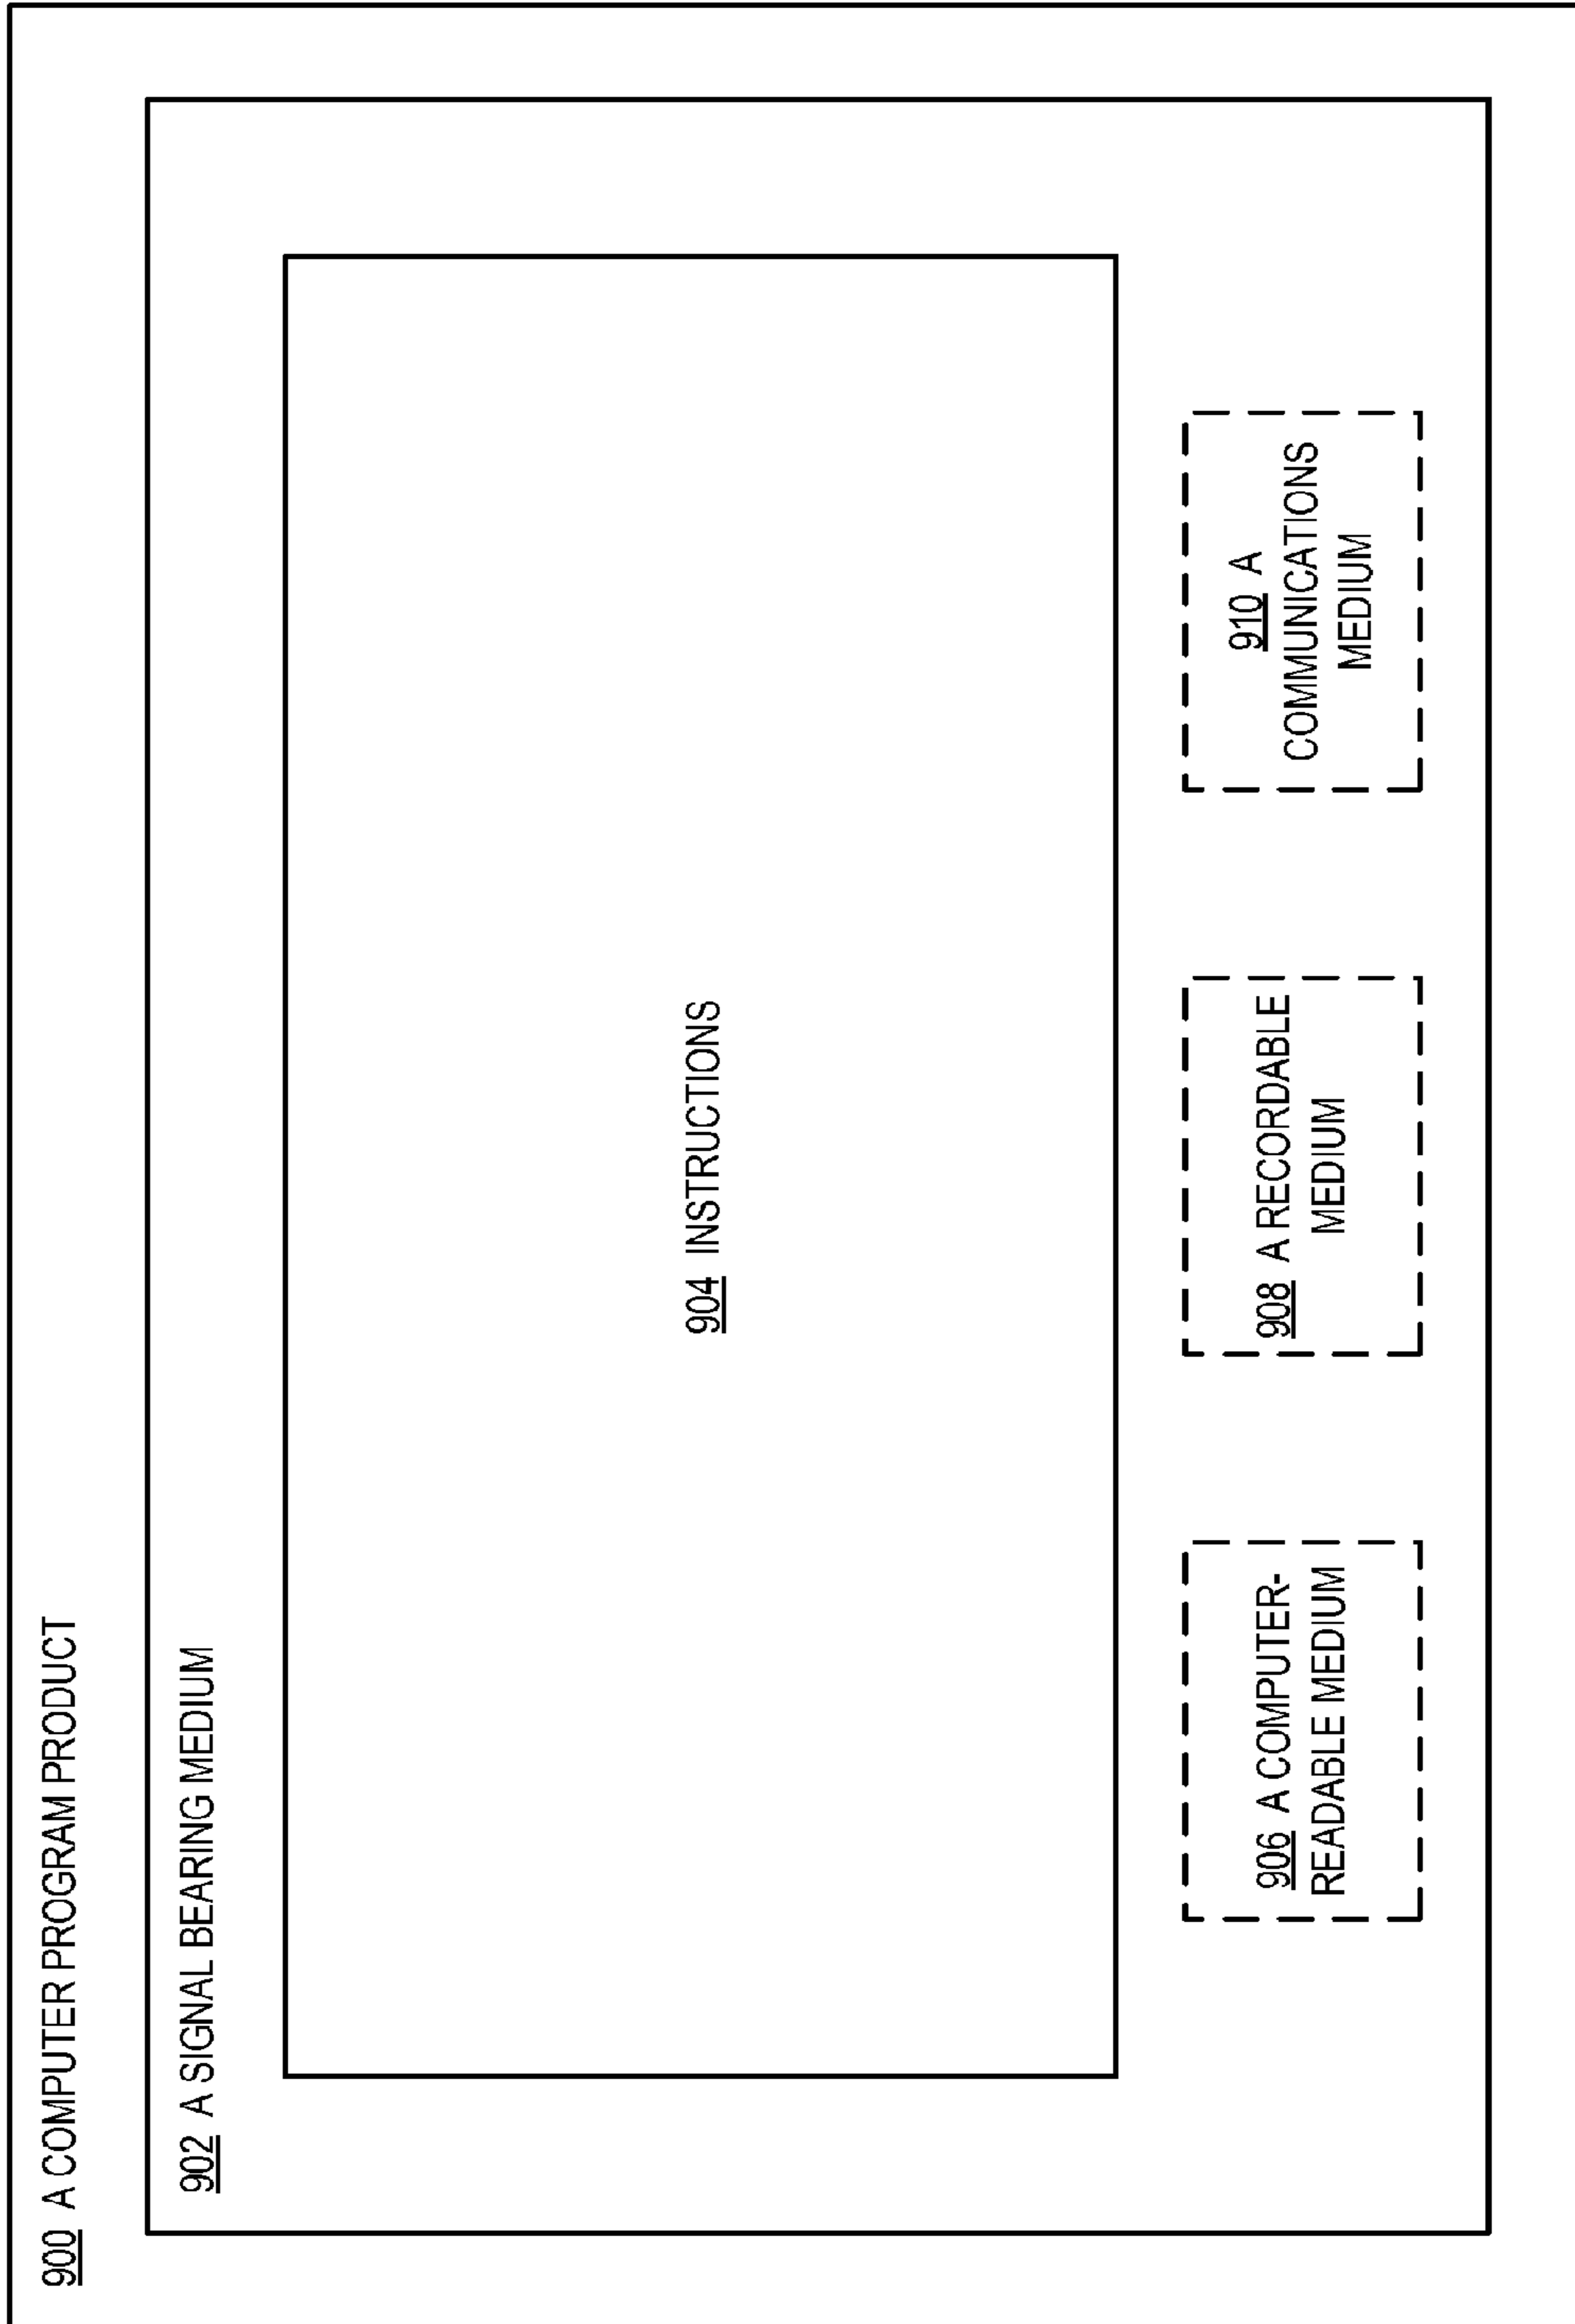 900 A COMPUTER PROGRAM PRODUCT
902 A SIGNAL BEARING MEDIUM
904 INSTRUCTIONS
906 A COMPUTER-
READABLE MEDIUM
908 A RECORDABLE
MEDIUM
910 A
COMMUNICATIONS
MEDIUM